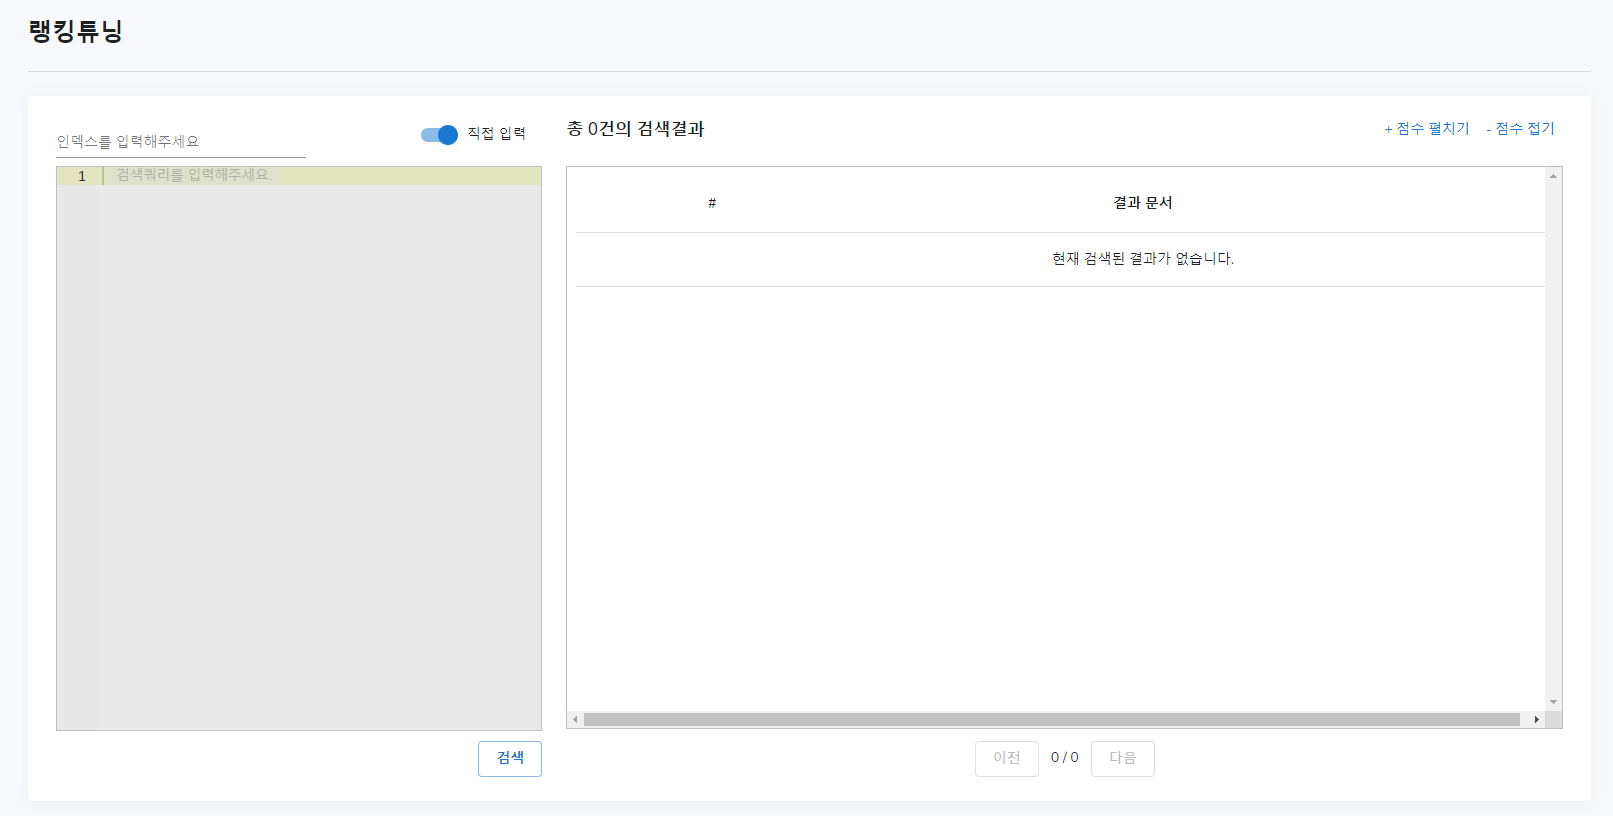 랭킹튜닝
인덱스를 입력해주세요
직접 입력
1 검색쿼리를 입력해주세요.
검색
총 0건의 검색결과
+ 점수 펼치기 - 점수 접기
# 결과 문서
현재 검색된 결과가 없습니다.
이전 0 / 0 다음